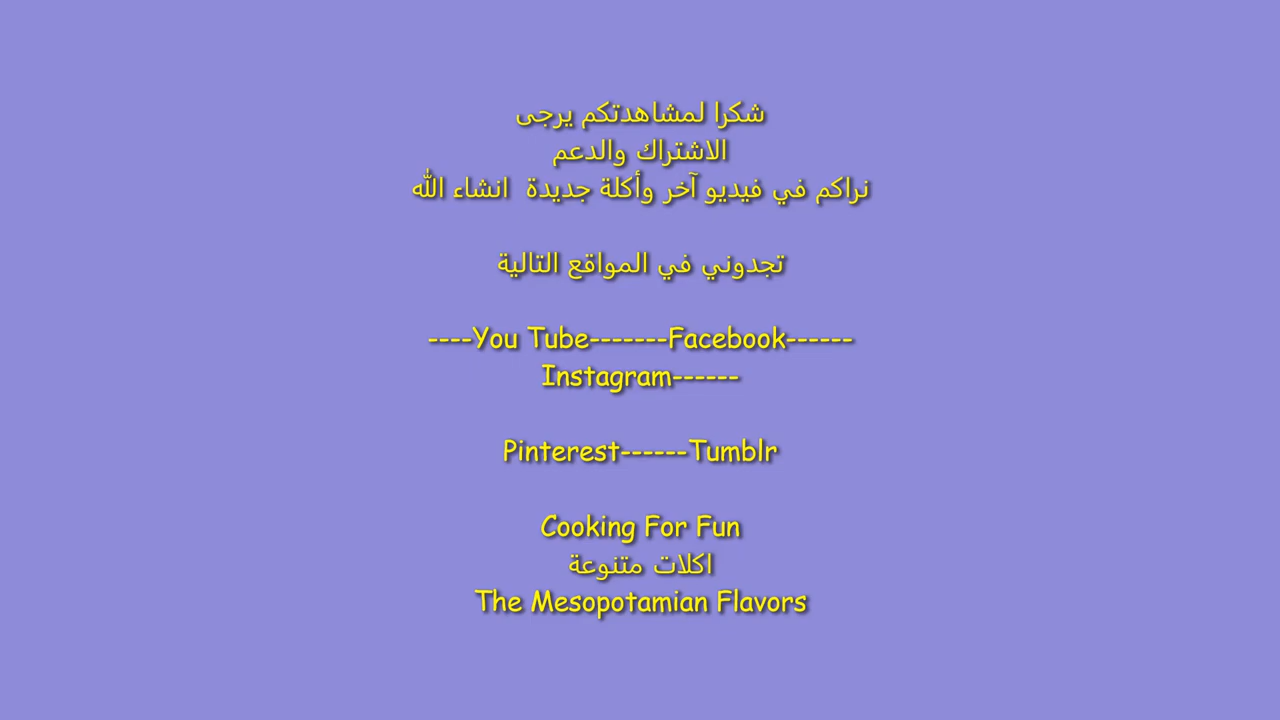 شكرا لمشاهدتكم يرجى
الاشتراك والدعم
نراكم في فيديو آخر وأكلة جديدة  انشاء الله
تجدوني في المواقع التالية
----You Tube-------Facebook------
Instagram------
Pinterest------Tumblr
Cooking For Fun
اكلات متنوعة
The Mesopotamian Flavors